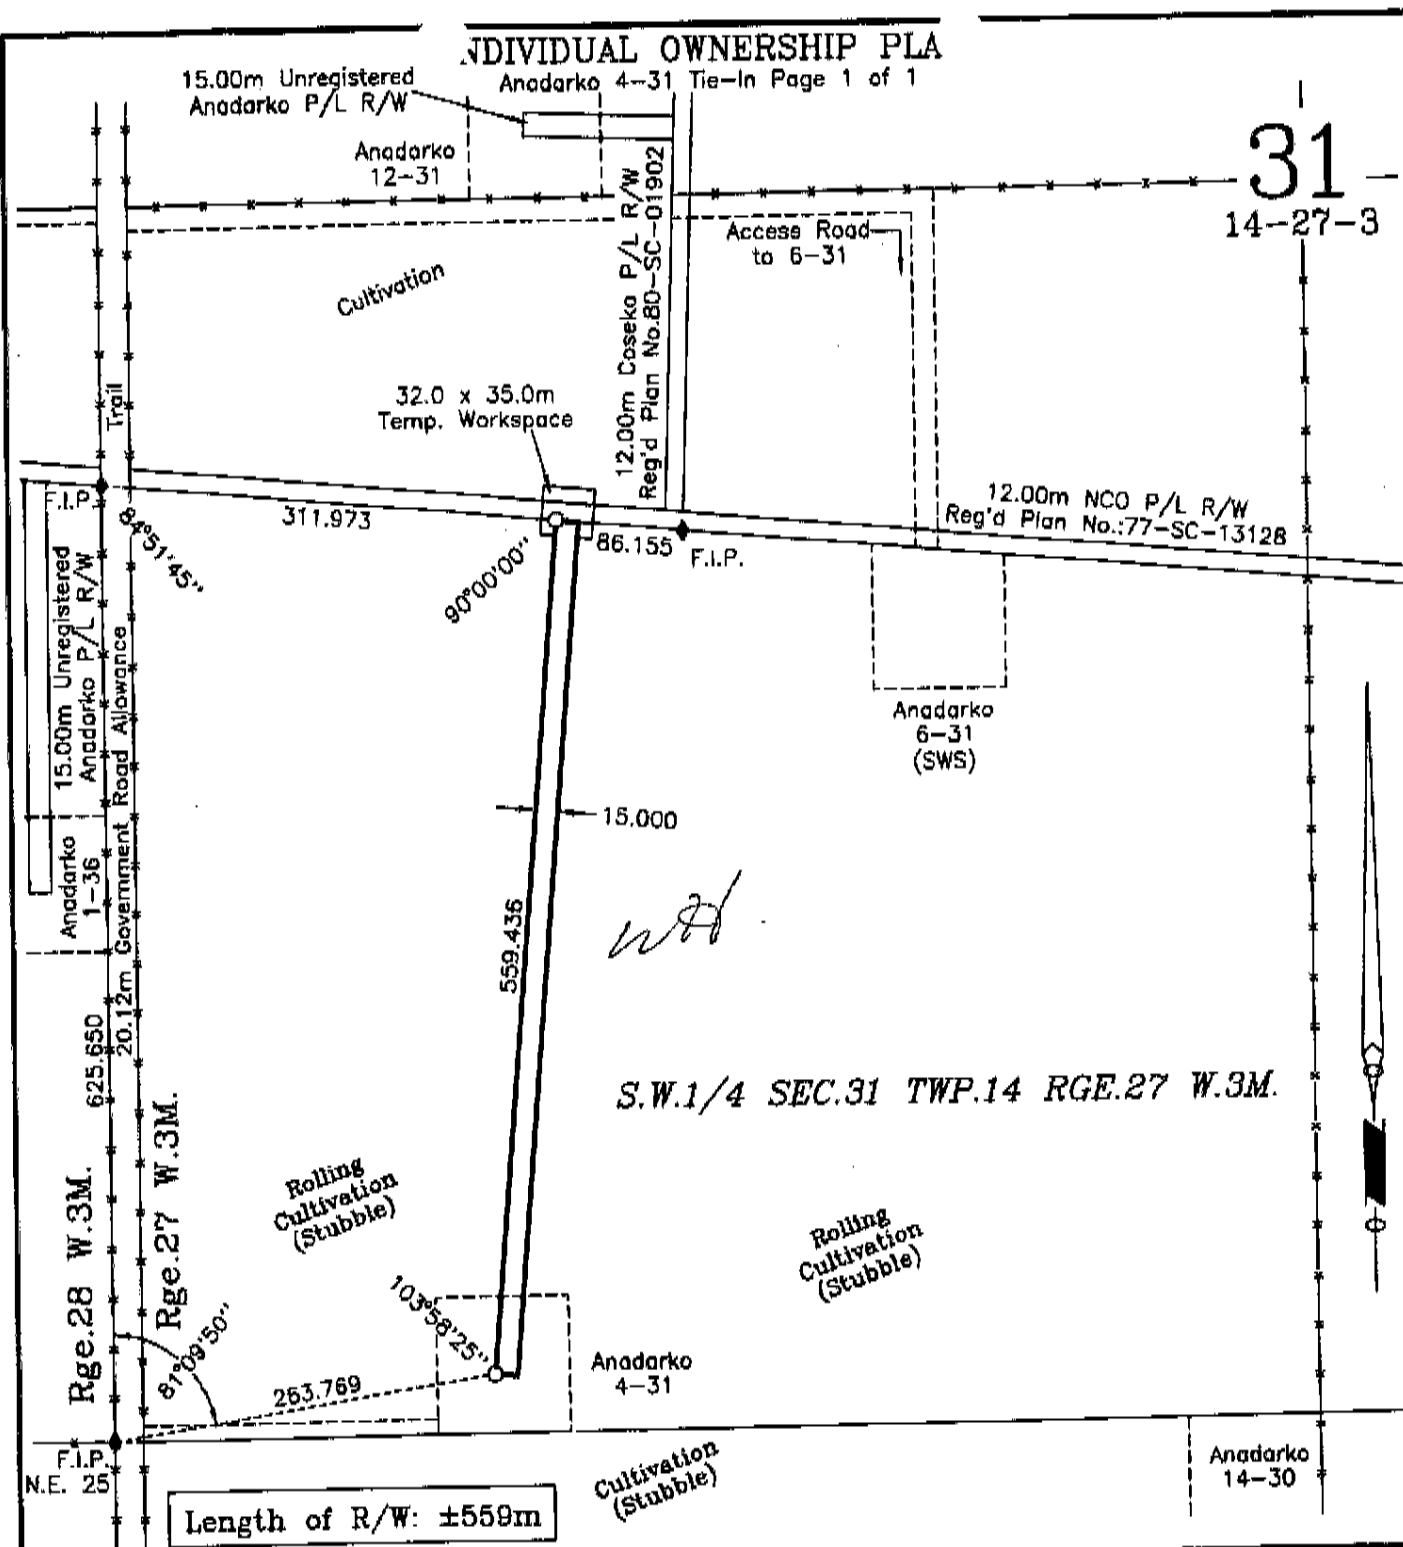 NDIVIDUAL OWNERSHIP PLA
Anadarko 4-31 Tie-In Page 1 of 1
15.00m Unregistered
Anadarko P/L R/W
Anadarko
12-31
31
14-27-3
12.00m Coseko P/L R/W
Reg'd Plan No.80-SC-01902
Access Road
to 6-31
Cultivation
Trail
32.0 x 35.0m
Temp. Workspace
12.00m NCO P/L R/W
Reg'd Plan No.:77-SC-13128
F.I.P.
84°51'45"
311.973
90°00'00"
86.155
F.I.P.
15.00m Unregistered
Anadarko P/L R/W
20.12m Government Road Allowance
Anadarko
6-31
(SWS)
15.000
Anadarko
1-36
559.436
625.650
S.W.1/4 SEC.31 TWP.14 RGE.27 W.3M.
Rge.28 W.3M.
Rge.27 W.3M.
Rolling
Cultivation
(Stubble)
Rolling
Cultivation
(Stubble)
103°58'25"
81°09'50"
263.769
Anadarko
4-31
F.I.P.
N.E. 25
Cultivation
(Stubble)
Anadarko
14-30
Length of R/W: ±559m